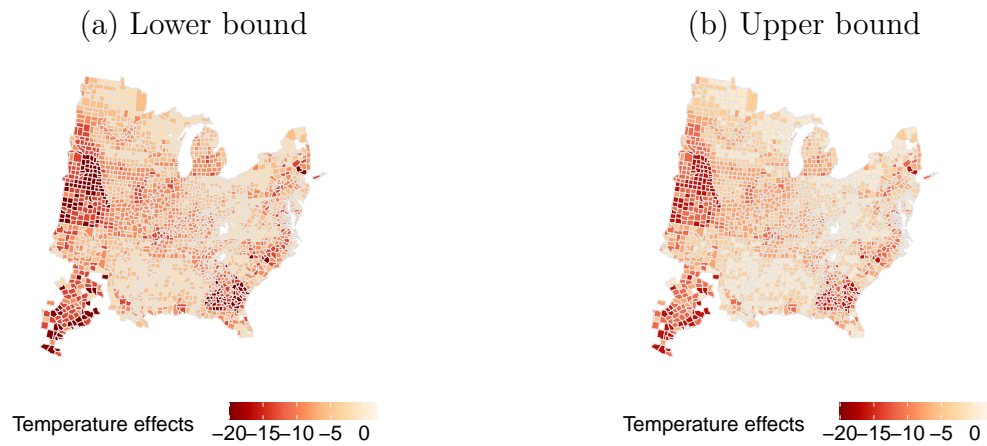 (a) Lower bound
(b) Upper bound
Temperature effects
−20−15−10 −5 0
Temperature effects
−20−15−10 −5 0